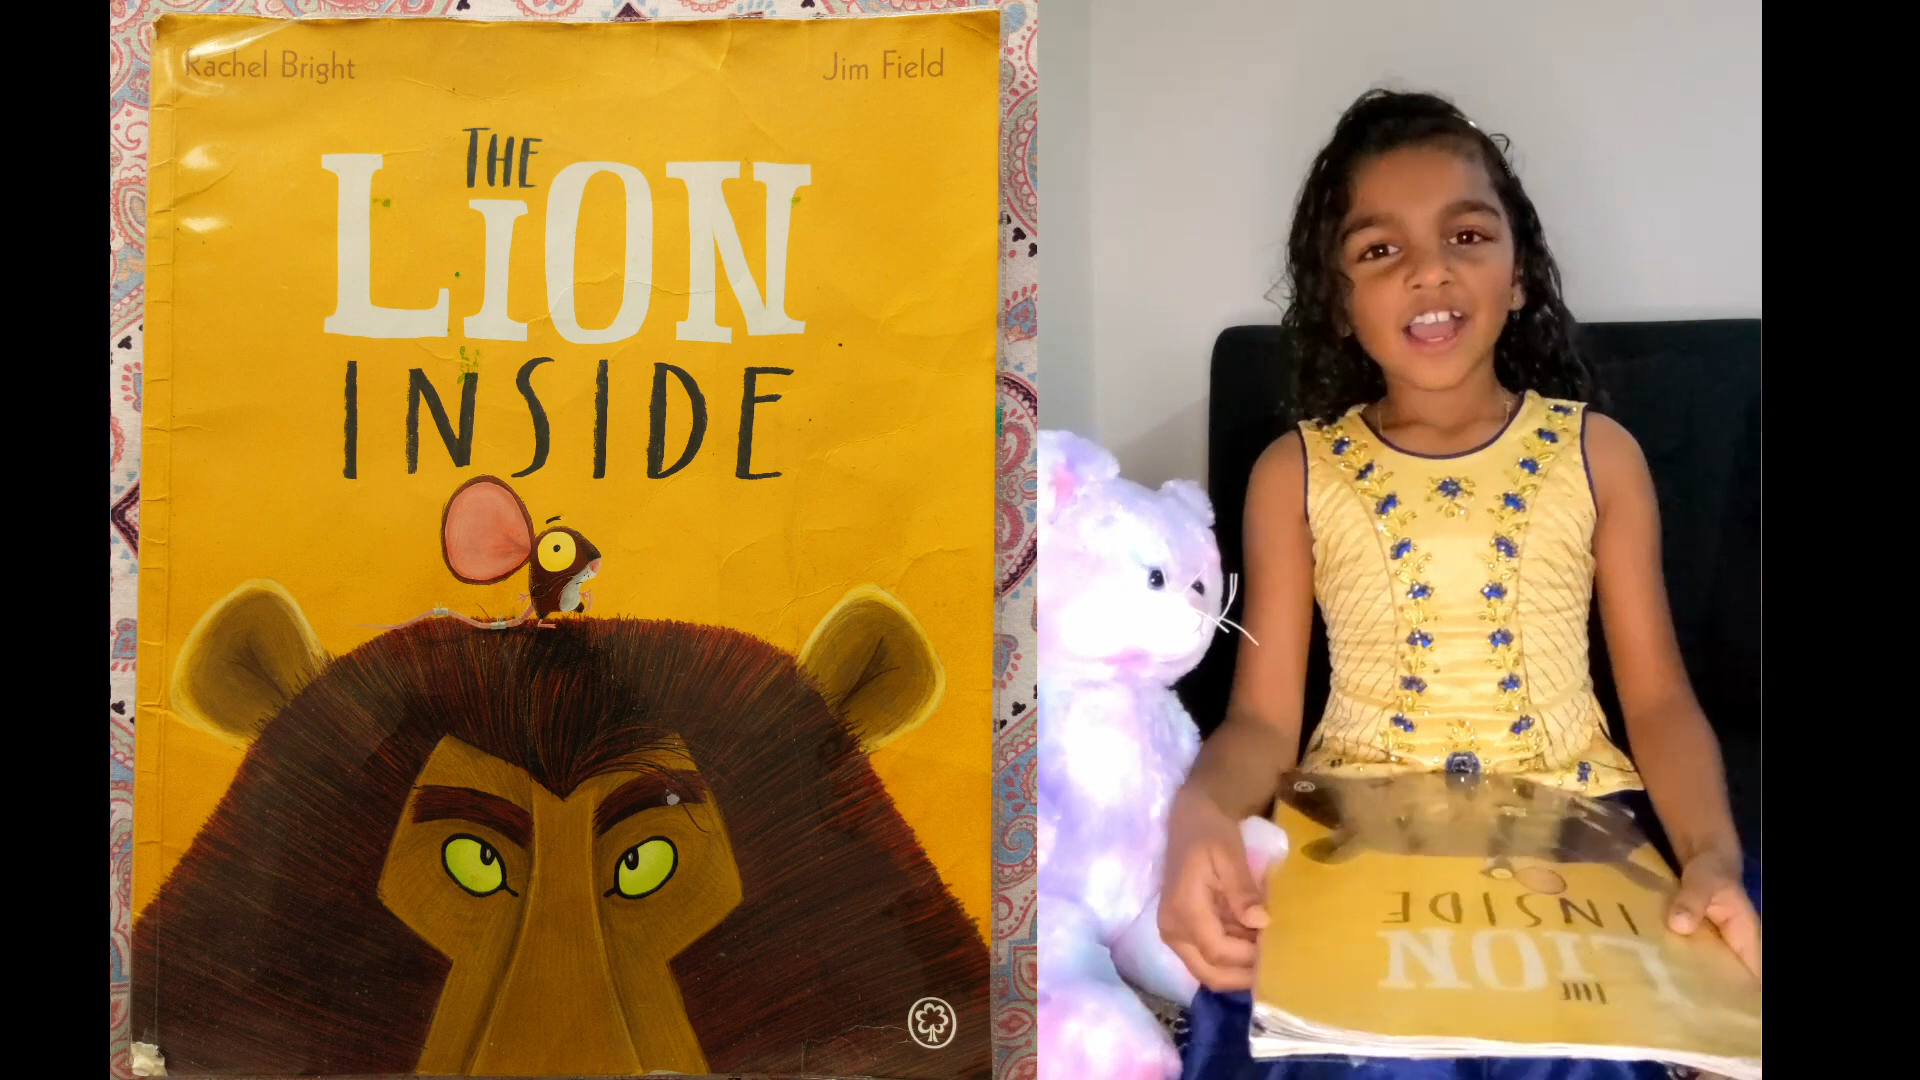 Rachel Bright
Jim Field
THE
LION
INSIDE
THE
LION
INSIDE